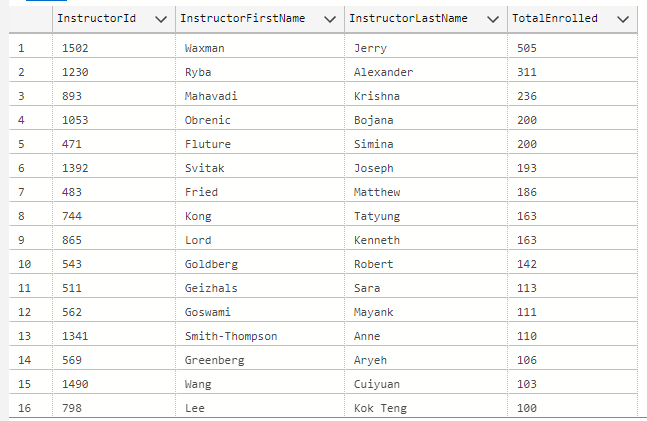 InstructorId InstructorFirstName InstructorLastName TotalEnrolled
1 1502 Waxman Jerry 505
2 1230 Ryba Alexander 311
3 893 Mahavadi Krishna 236
4 1053 Obrenic Bojana 200
5 471 Fluture Simina 200
6 1392 Svitak Joseph 193
7 483 Fried Matthew 186
8 744 Kong Tatyung 163
9 865 Lord Kenneth 163
10 543 Goldberg Robert 142
11 511 Geizhals Sara 113
12 562 Goswami Mayank 111
13 1341 Smith-Thompson Anne 110
14 569 Greenberg Aryeh 106
15 1490 Wang Cuiyuan 103
16 798 Lee Kok Teng 100